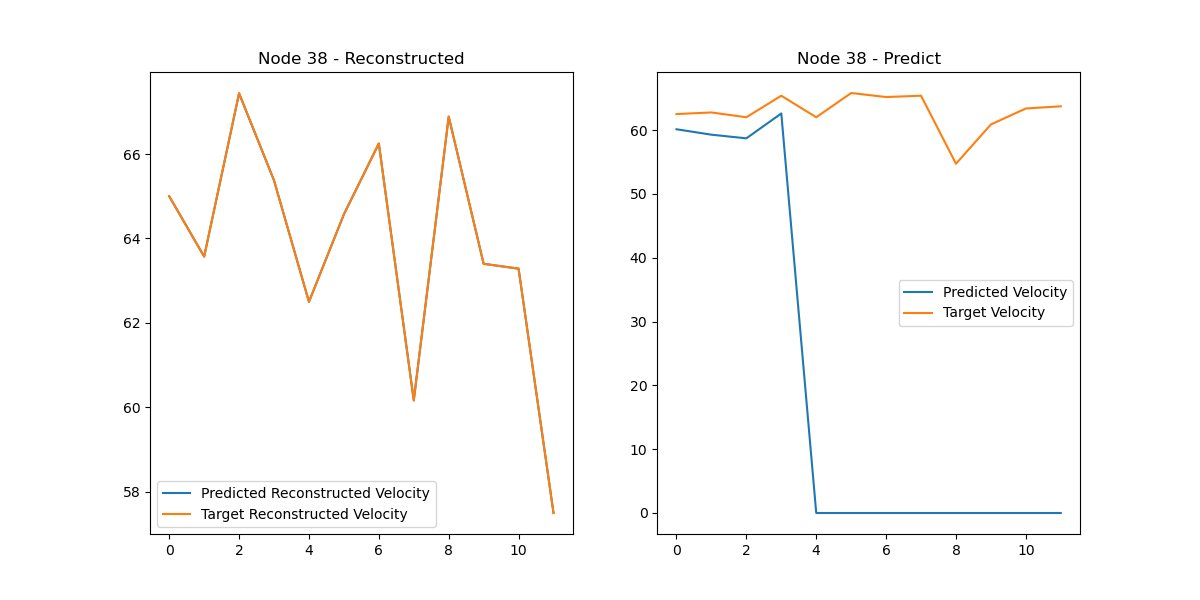 Node 38 - Reconstructed
66
64
62
60
58
0 2 4 6 8 10
Predicted Reconstructed Velocity
Target Reconstructed Velocity
Node 38 - Predict
60
50
40
30
20
10
0
0 2 4 6 8 10
Predicted Velocity
Target Velocity